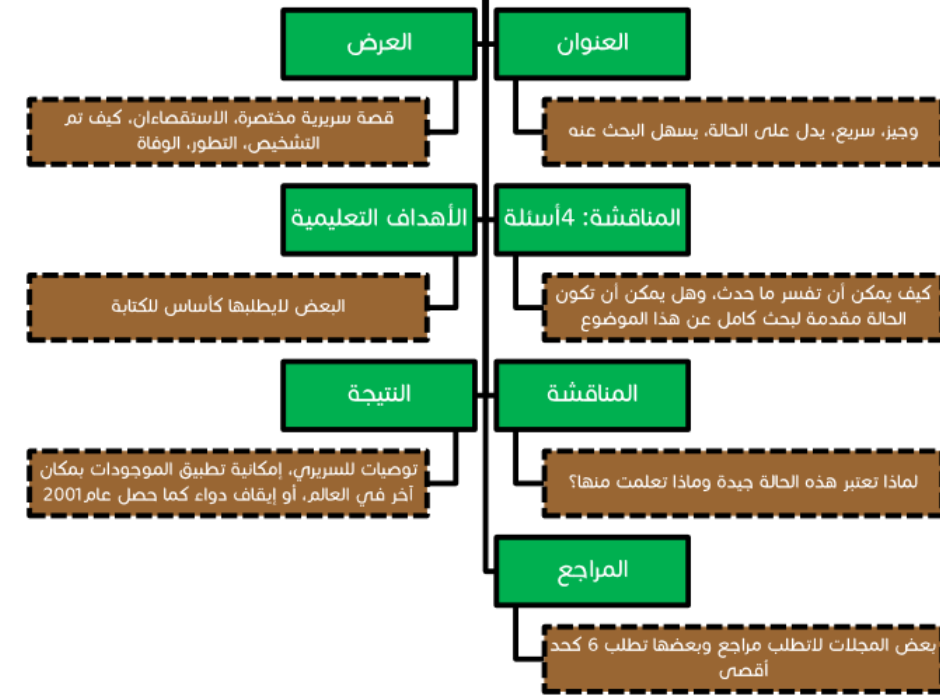 العنوان
وجيز، سريع، يدل على الحالة، يسهل البحث عنه
العرض
قصة سريرية مختصرة، الاستقصاءان، كيف تم
التشخيص، التطور، الوفاة
المناقشة: 4أسئلة
كيف يمكن أن تفسر ما حدث، وهل يمكن أن تكون
الحالة مقدمة لبحث كامل عن هذا الموضوع
الأهداف التعليمية
البعض لايطلبها كأساس للكتابة
المناقشة
لماذا تعتبر هذه الحالة جيدة وماذا تعلمت منها؟
النتيجة
توصيات للسريري، إمكانية تطبيق الموجودات بمكان
آخر في العالم، أو إيقاف دواء كما حصل عام 2001
المراجع
بعض المجلات لاتطلب مراجع وبعضها تطلب 6 كحد
أقصى